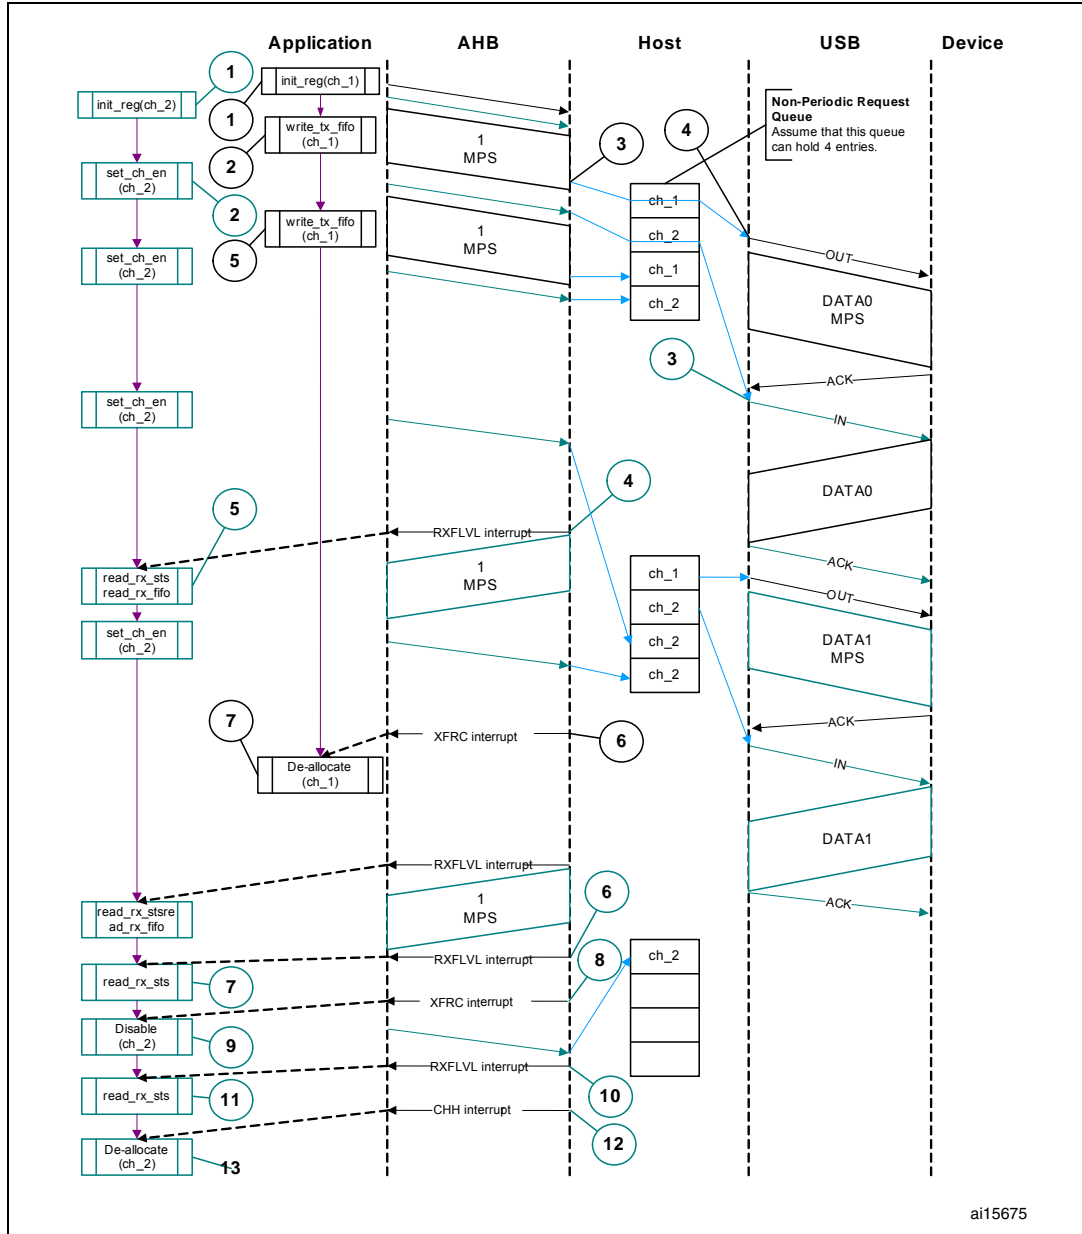 Application
AHB
Host
USB
Device
1
init_reg(ch_1)
init_reg(ch_2)
1
Non-Periodic Request
Queue
Assume that this queue
can hold 4 entries.
write_tx_fifo
(ch_1)
1
MPS
3
4
2
set_ch_en
(ch_2)
2
ch_1
write_tx_fifo
(ch_1)
1
MPS
ch_2
5
set_ch_en
(ch_2)
OUT
ch_1
ch_2
DATA0
MPS
3
ACK
set_ch_en
(ch_2)
IN
4
DATA0
5
RXFLVL interrupt
ACK
read_rx_sts
read_rx_fifo
1
MPS
ch_1
OUT
ch_2
set_ch_en
(ch_2)
ch_2
DATA1
MPS
ch_2
7
XFRC interrupt
6
ACK
De-allocate
(ch_1)
IN
DATA1
RXFLVL interrupt
6
read_rx_stsre
ad_rx_fifo
1
MPS
ACK
RXFLVL interrupt
8
ch_2
read_rx_sts
7
XFRC interrupt
Disable
(ch_2)
9
RXFLVL interrupt
read_rx_sts
11
10
CHH interrupt
12
De-allocate
(ch_2)
13
ai15675